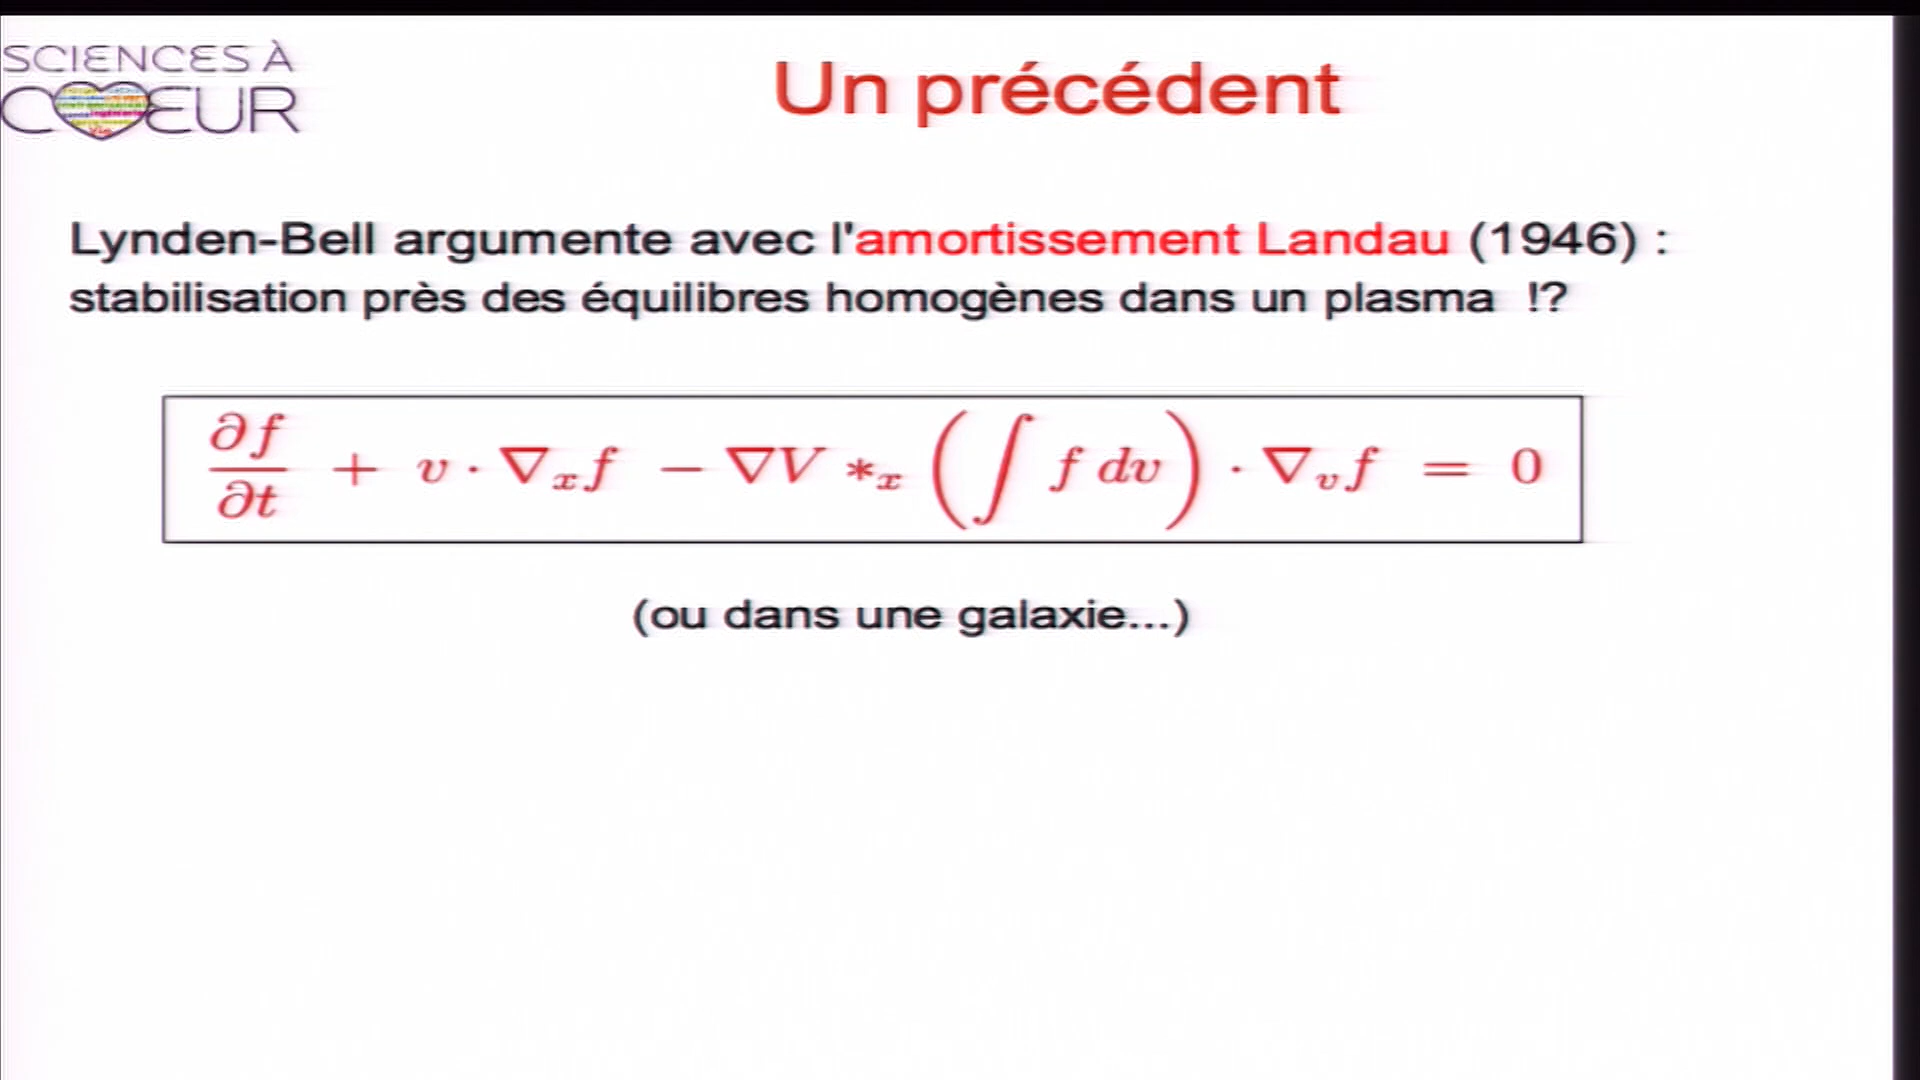 SCIENCES À
CŒUR
Un précédent
Lynden-Bell argumente avec l'amortissement Landau (1946) :
stabilisation près des équilibres homogènes dans un plasma !?
∂f/∂t + v · ∇ₓf − ∇V *ₓ (∫ f dv) · ∇ᵥf = 0
(ou dans une galaxie...)